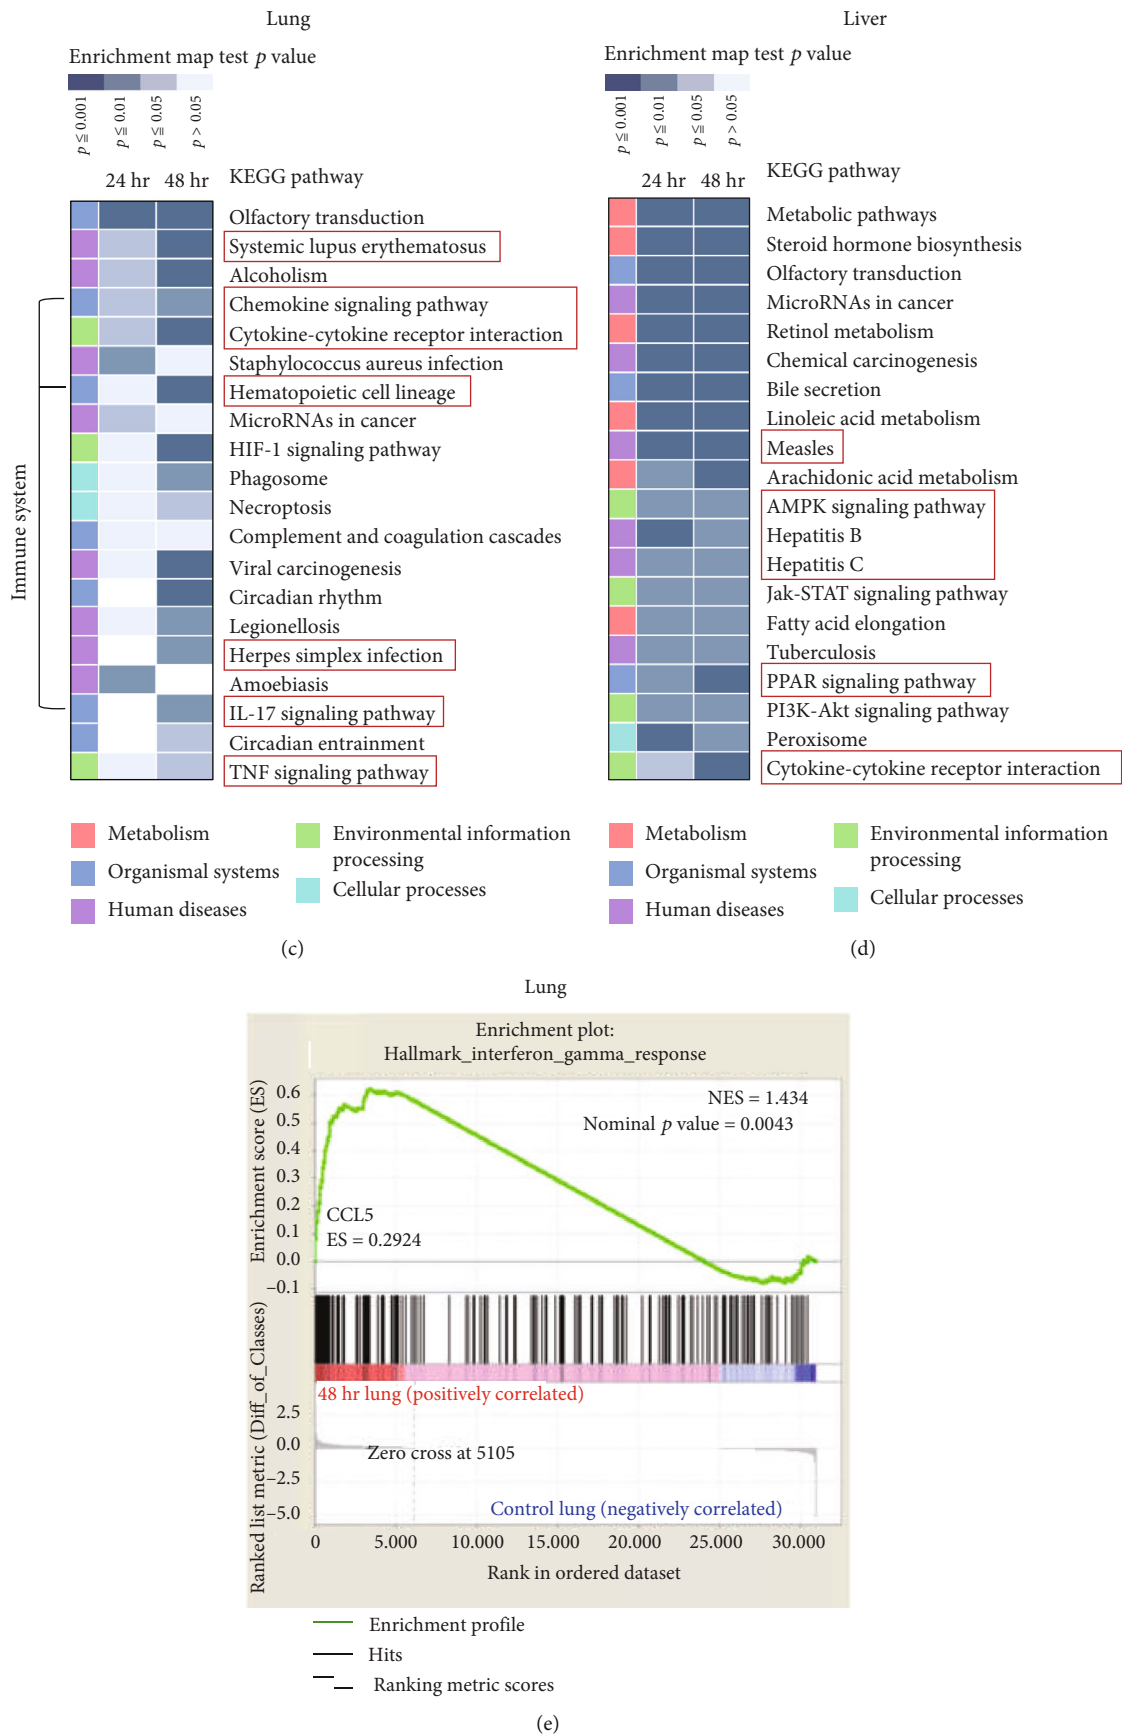 Lung
Enrichment map test p value
p ≤ 0.001
p ≤ 0.01
p ≤ 0.05
p > 0.05
24 hr
48 hr
KEGG pathway
Olfactory transduction
Systemic lupus erythematosus
Alcoholism
Chemokine signaling pathway
Cytokine-cytokine receptor interaction
Staphylococcus aureus infection
Hematopoietic cell lineage
MicroRNAs in cancer
HIF-1 signaling pathway
Phagosome
Necroptosis
Complement and coagulation cascades
Viral carcinogenesis
Circadian rhythm
Legionellosis
Herpes simplex infection
Amoebiasis
IL-17 signaling pathway
Circadian entrainment
TNF signaling pathway
Immune system
Metabolism
Organismal systems
Human diseases
Environmental information
processing
Cellular processes
(c)
Liver
Enrichment map test p value
p ≤ 0.001
p ≤ 0.01
p ≤ 0.05
p > 0.05
24 hr
48 hr
KEGG pathway
Metabolic pathways
Steroid hormone biosynthesis
Olfactory transduction
MicroRNAs in cancer
Retinol metabolism
Chemical carcinogenesis
Bile secretion
Linoleic acid metabolism
Measles
Arachidonic acid metabolism
AMPK signaling pathway
Hepatitis B
Hepatitis C
Jak-STAT signaling pathway
Fatty acid elongation
Tuberculosis
PPAR signaling pathway
PI3K-Akt signaling pathway
Peroxisome
Cytokine-cytokine receptor interaction
Metabolism
Organismal systems
Human diseases
Environmental information
processing
Cellular processes
(d)
Lung
Enrichment plot:
Hallmark_interferon_gamma_response
Enrichment score (ES)
0.6
0.5
0.4
0.3
0.2
0.1
0.0
−0.1
NES = 1.434
Nominal p value = 0.0043
CCL5
ES = 0.2924
Ranked list metric (Diff_of_Classes)
48 hr lung (positively correlated)
2.5
0.0
−2.5
−5.0
Zero cross at 5105
Control lung (negatively correlated)
0
5.000
10.000
15.000
20.000
25.000
30.000
Rank in ordered dataset
Enrichment profile
Hits
Ranking metric scores
(e)